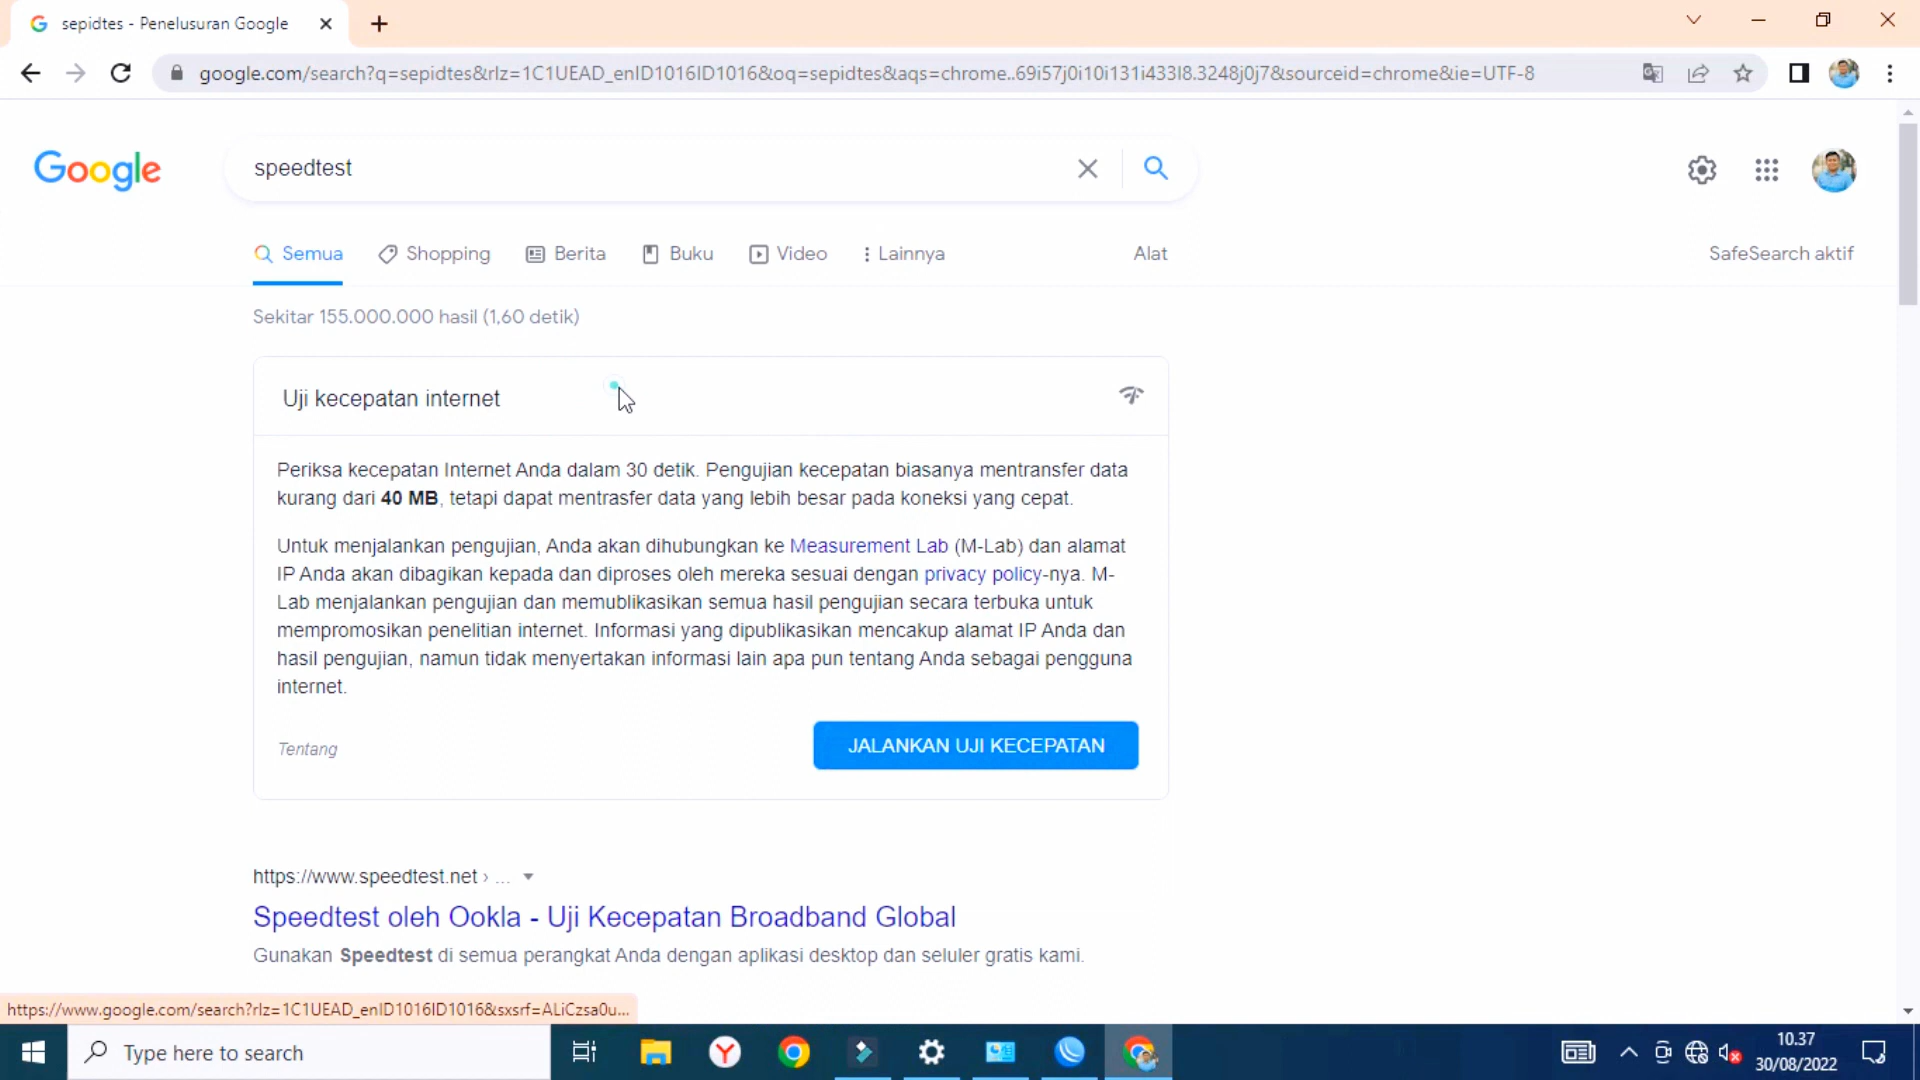 sepidtes - Penelusuran Google
google.com/search?q=sepidtes&rlz=1C1UEAD_enID1016ID1016&oq=sepidtes&aqs=chrome..69i57j0i10i131i433l8.3248j0j7&sourceid=chrome&ie=UTF-8
Google
speedtest
Semua
Shopping
Berita
Buku
Video
Lainnya
Alat
SafeSearch aktif
Sekitar 155.000.000 hasil (1,60 detik)
Uji kecepatan internet
Periksa kecepatan Internet Anda dalam 30 detik. Pengujian kecepatan biasanya mentransfer data
kurang dari 40 MB, tetapi dapat mentrasfer data yang lebih besar pada koneksi yang cepat.
Untuk menjalankan pengujian, Anda akan dihubungkan ke Measurement Lab (M-Lab) dan alamat
IP Anda akan dibagikan kepada dan diproses oleh mereka sesuai dengan privacy policy-nya. M-
Lab menjalankan pengujian dan memublikasikan semua hasil pengujian secara terbuka untuk
mempromosikan penelitian internet. Informasi yang dipublikasikan mencakup alamat IP Anda dan
hasil pengujian, namun tidak menyertakan informasi lain apa pun tentang Anda sebagai pengguna
internet.
Tentang
JALANKAN UJI KECEPATAN
https://www.speedtest.net › ...
Speedtest oleh Ookla - Uji Kecepatan Broadband Global
Gunakan Speedtest di semua perangkat Anda dengan aplikasi desktop dan seluler gratis kami.
https://www.google.com/search?rlz=1C1UEAD_enID1016ID1016&sxsrf=ALiCzsa0u...
Type here to search
10.37
30/08/2022